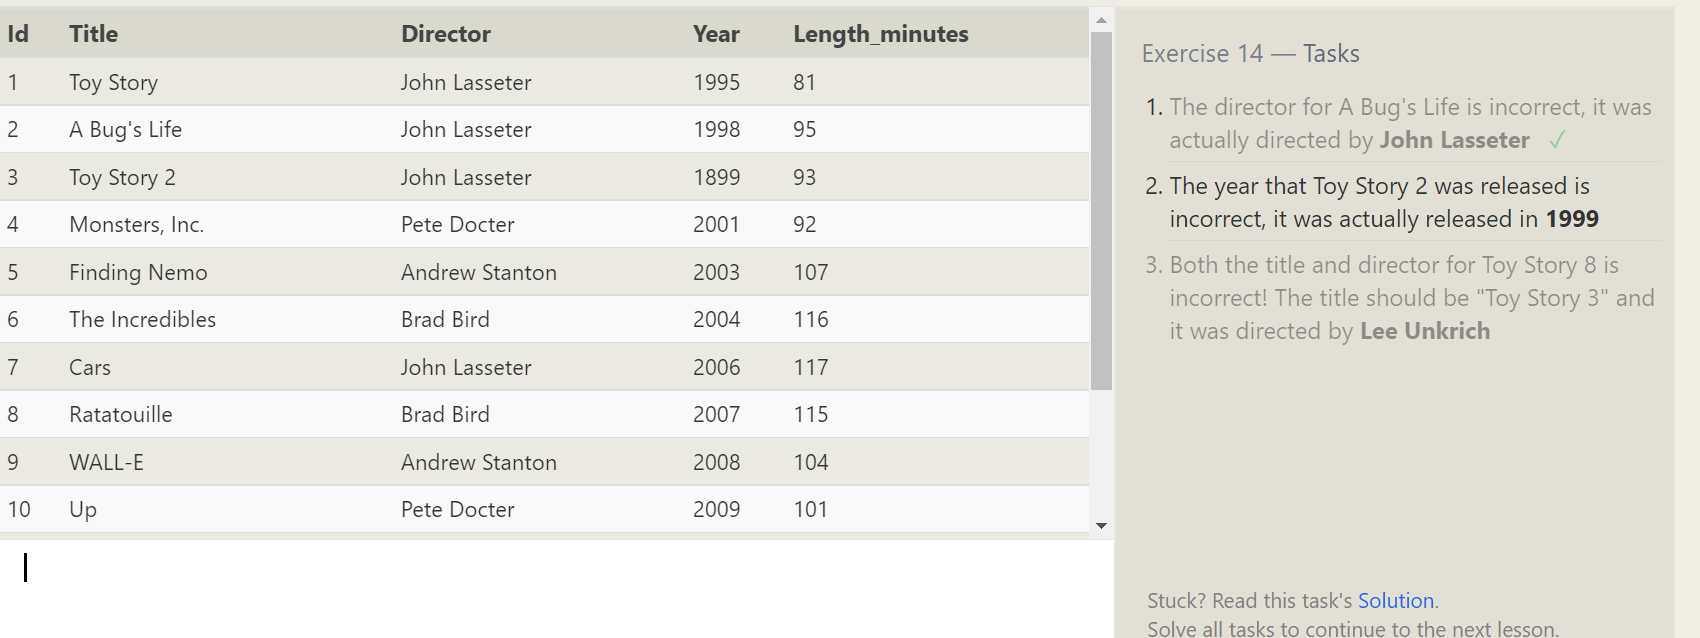 Id Title Director Year Length_minutes
1 Toy Story John Lasseter 1995 81
2 A Bug's Life John Lasseter 1998 95
3 Toy Story 2 John Lasseter 1899 93
4 Monsters, Inc. Pete Docter 2001 92
5 Finding Nemo Andrew Stanton 2003 107
6 The Incredibles Brad Bird 2004 116
7 Cars John Lasseter 2006 117
8 Ratatouille Brad Bird 2007 115
9 WALL-E Andrew Stanton 2008 104
10 Up Pete Docter 2009 101
Exercise 14 — Tasks
1. The director for A Bug's Life is incorrect, it was
actually directed by John Lasseter ✓
2. The year that Toy Story 2 was released is
incorrect, it was actually released in 1999
3. Both the title and director for Toy Story 8 is
incorrect! The title should be "Toy Story 3" and
it was directed by Lee Unkrich
Stuck? Read this task's Solution.
Solve all tasks to continue to the next lesson.